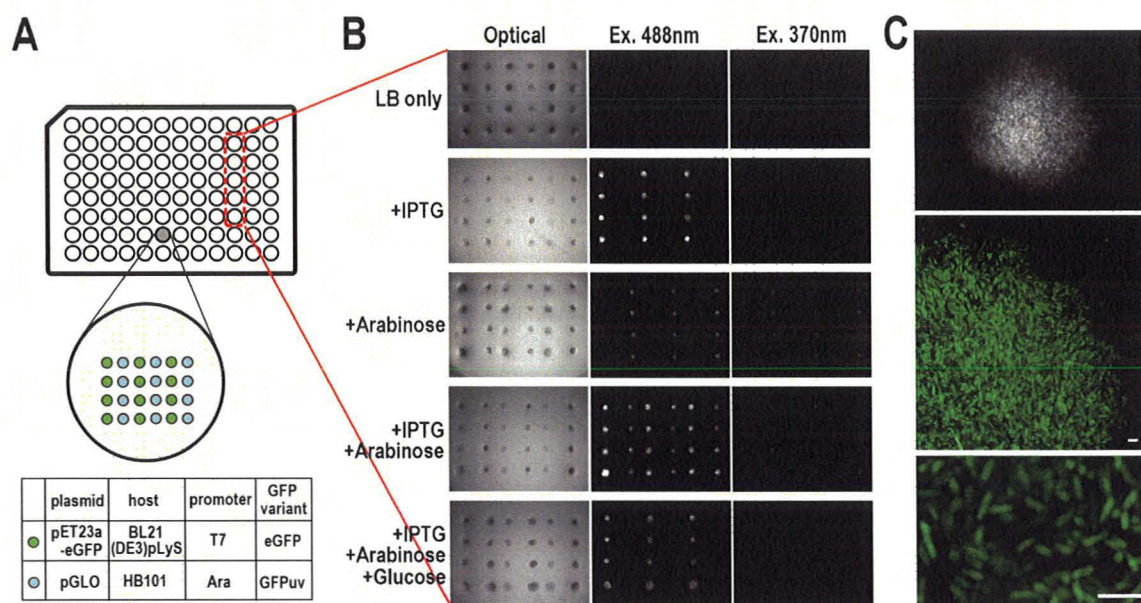 A
B
C
Optical Ex. 488nm Ex. 370nm
LB only
+IPTG
+Arabinose
+IPTG
+Arabinose
+IPTG
+Arabinose
+Glucose
plasmid host promoter GFP variant
pET23a -eGFP BL21 (DE3)pLyS T7 eGFP
pGLO HB101 Ara GFPuv